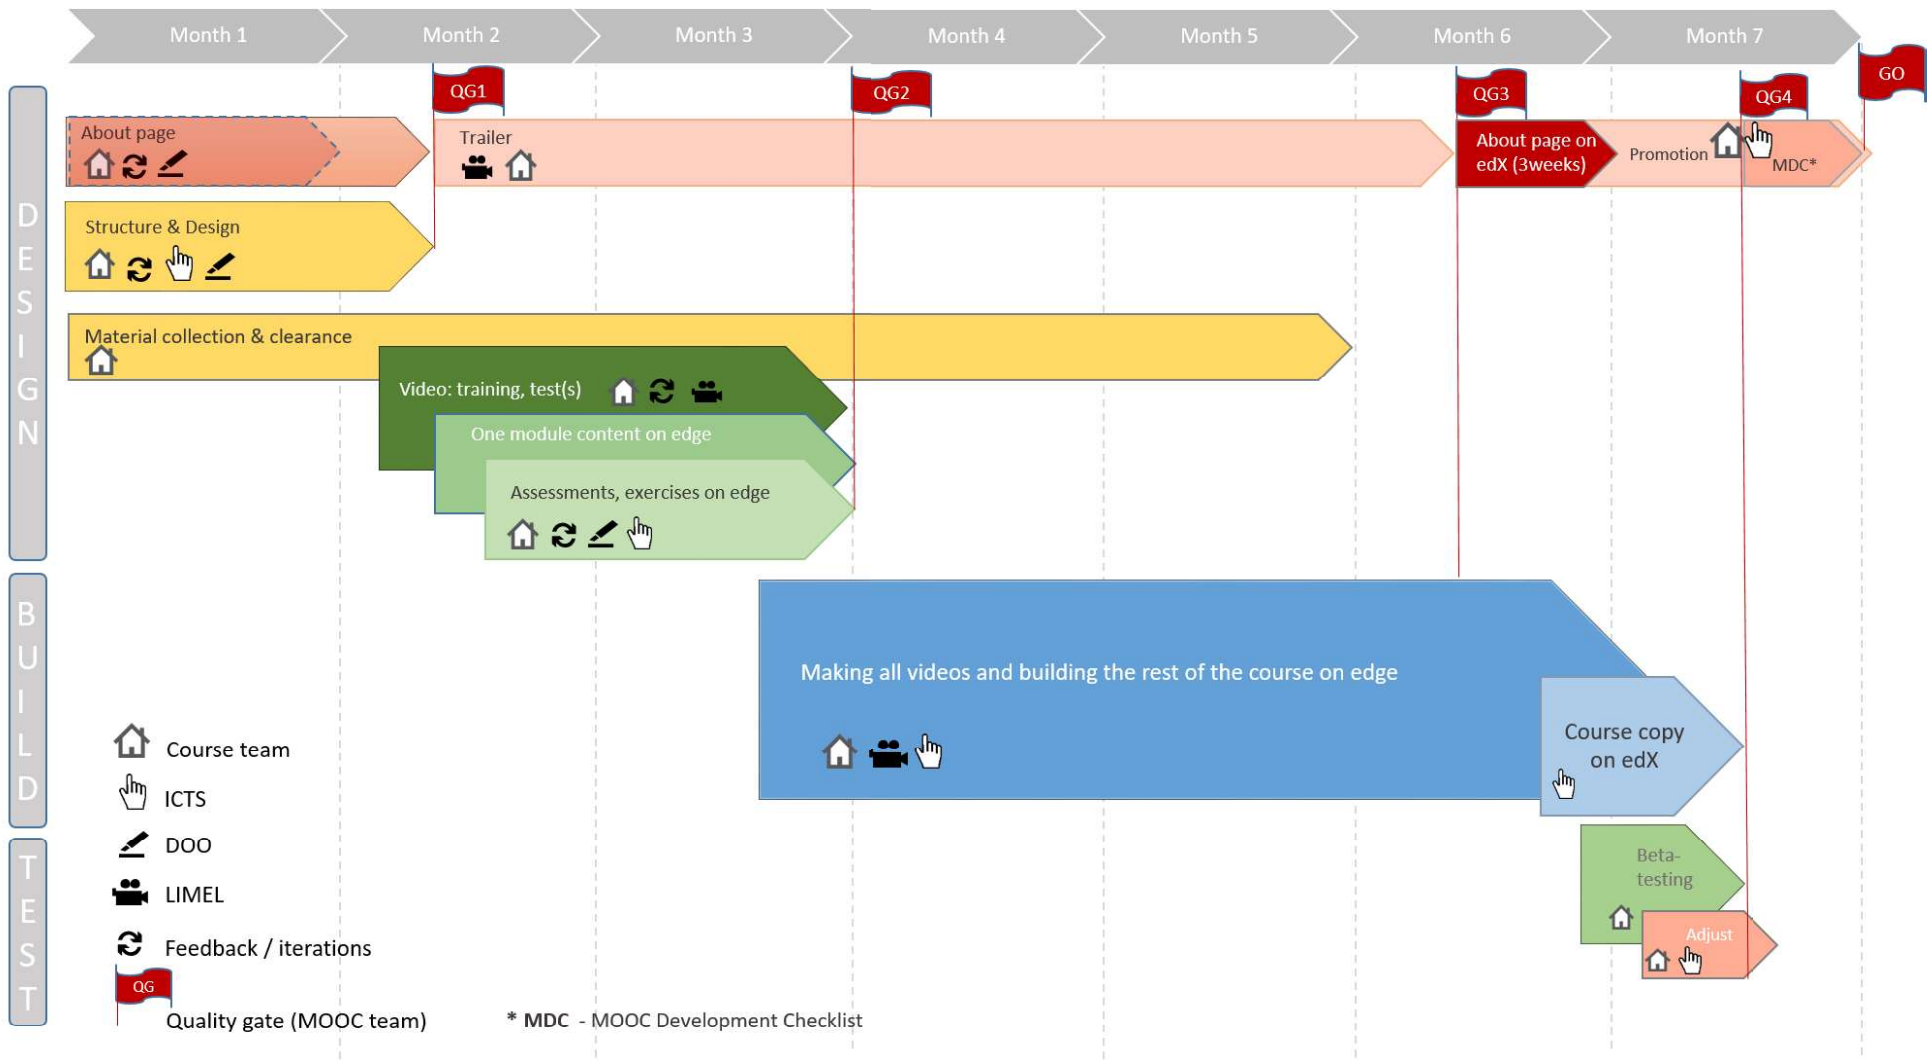 Month 1
Month 2
Month 3
Month 4
Month 5
Month 6
Month 7
QG1
QG2
QG3
QG4
GO
DESIGN
About page
Trailer
About page on
edX (3weeks)
Promotion
MDC*
Structure & Design
Material collection & clearance
Video: training, test(s)
One module content on edge
Assessments, exercises on edge
BUILD
Making all videos and building the rest of the course on edge
Course copy
on edX
TEST
Beta-
testing
Adjust
Course team
ICTS
DOO
LIMEL
Feedback / iterations
QG
Quality gate (MOOC team)
* MDC - MOOC Development Checklist